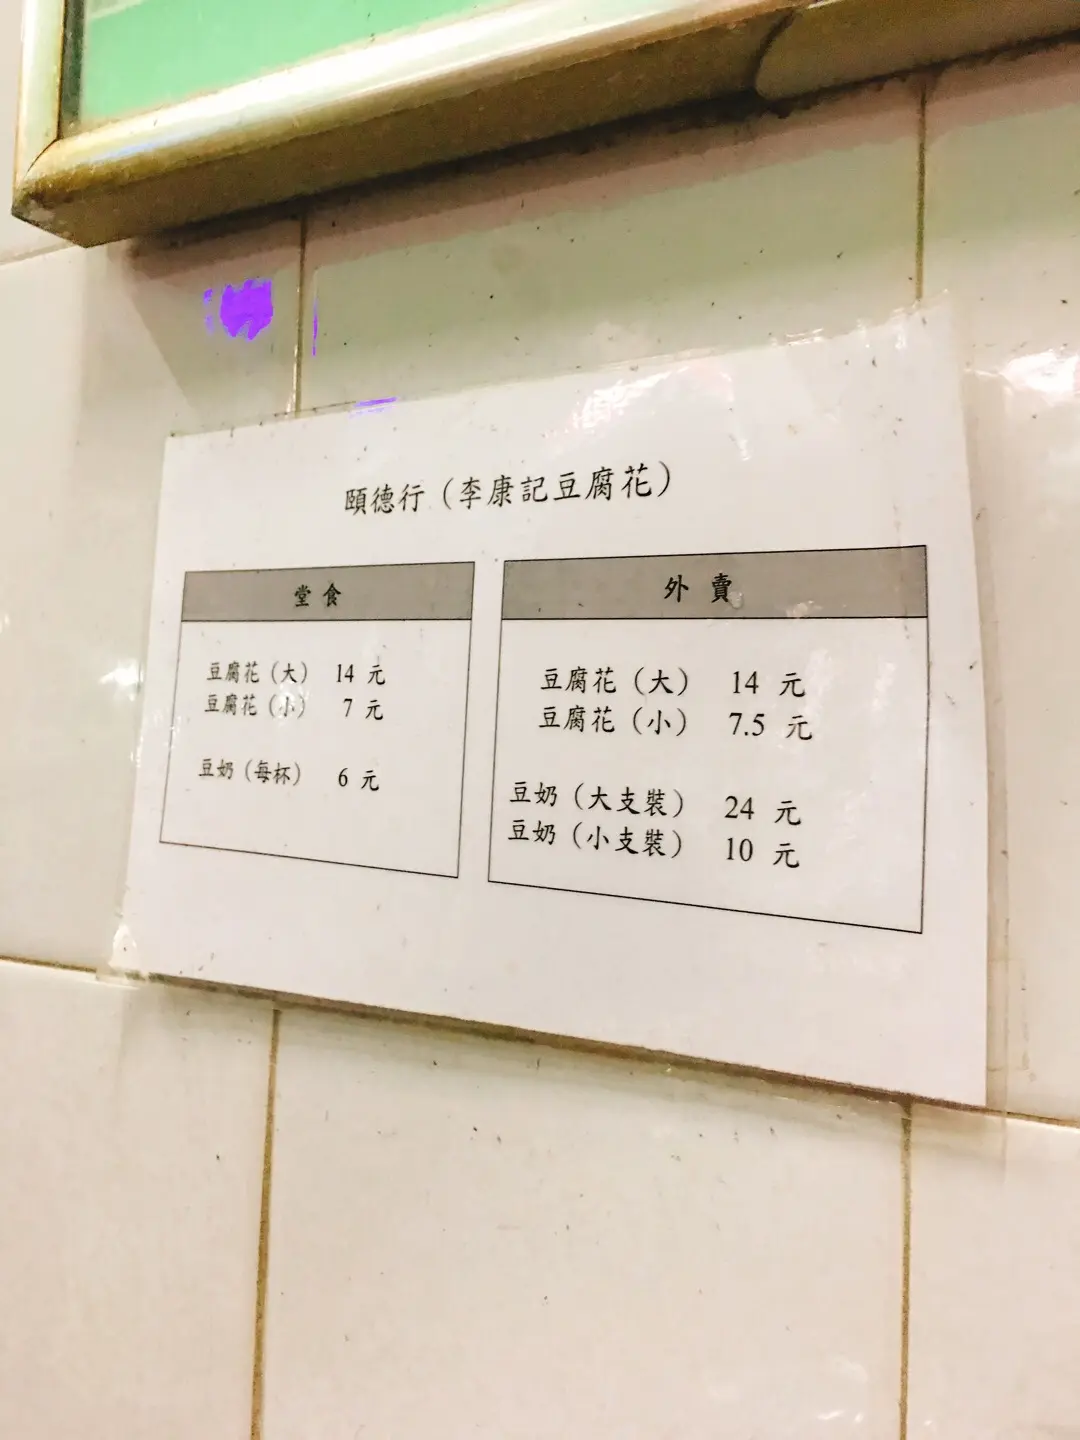 頤德行（李康記豆腐花）
堂食
豆腐花（大） 14 元
豆腐花（小） 7 元
豆奶（每杯） 6 元
外賣
豆腐花（大） 14 元
豆腐花（小） 7.5 元
豆奶（大支裝） 24 元
豆奶（小支裝） 10 元